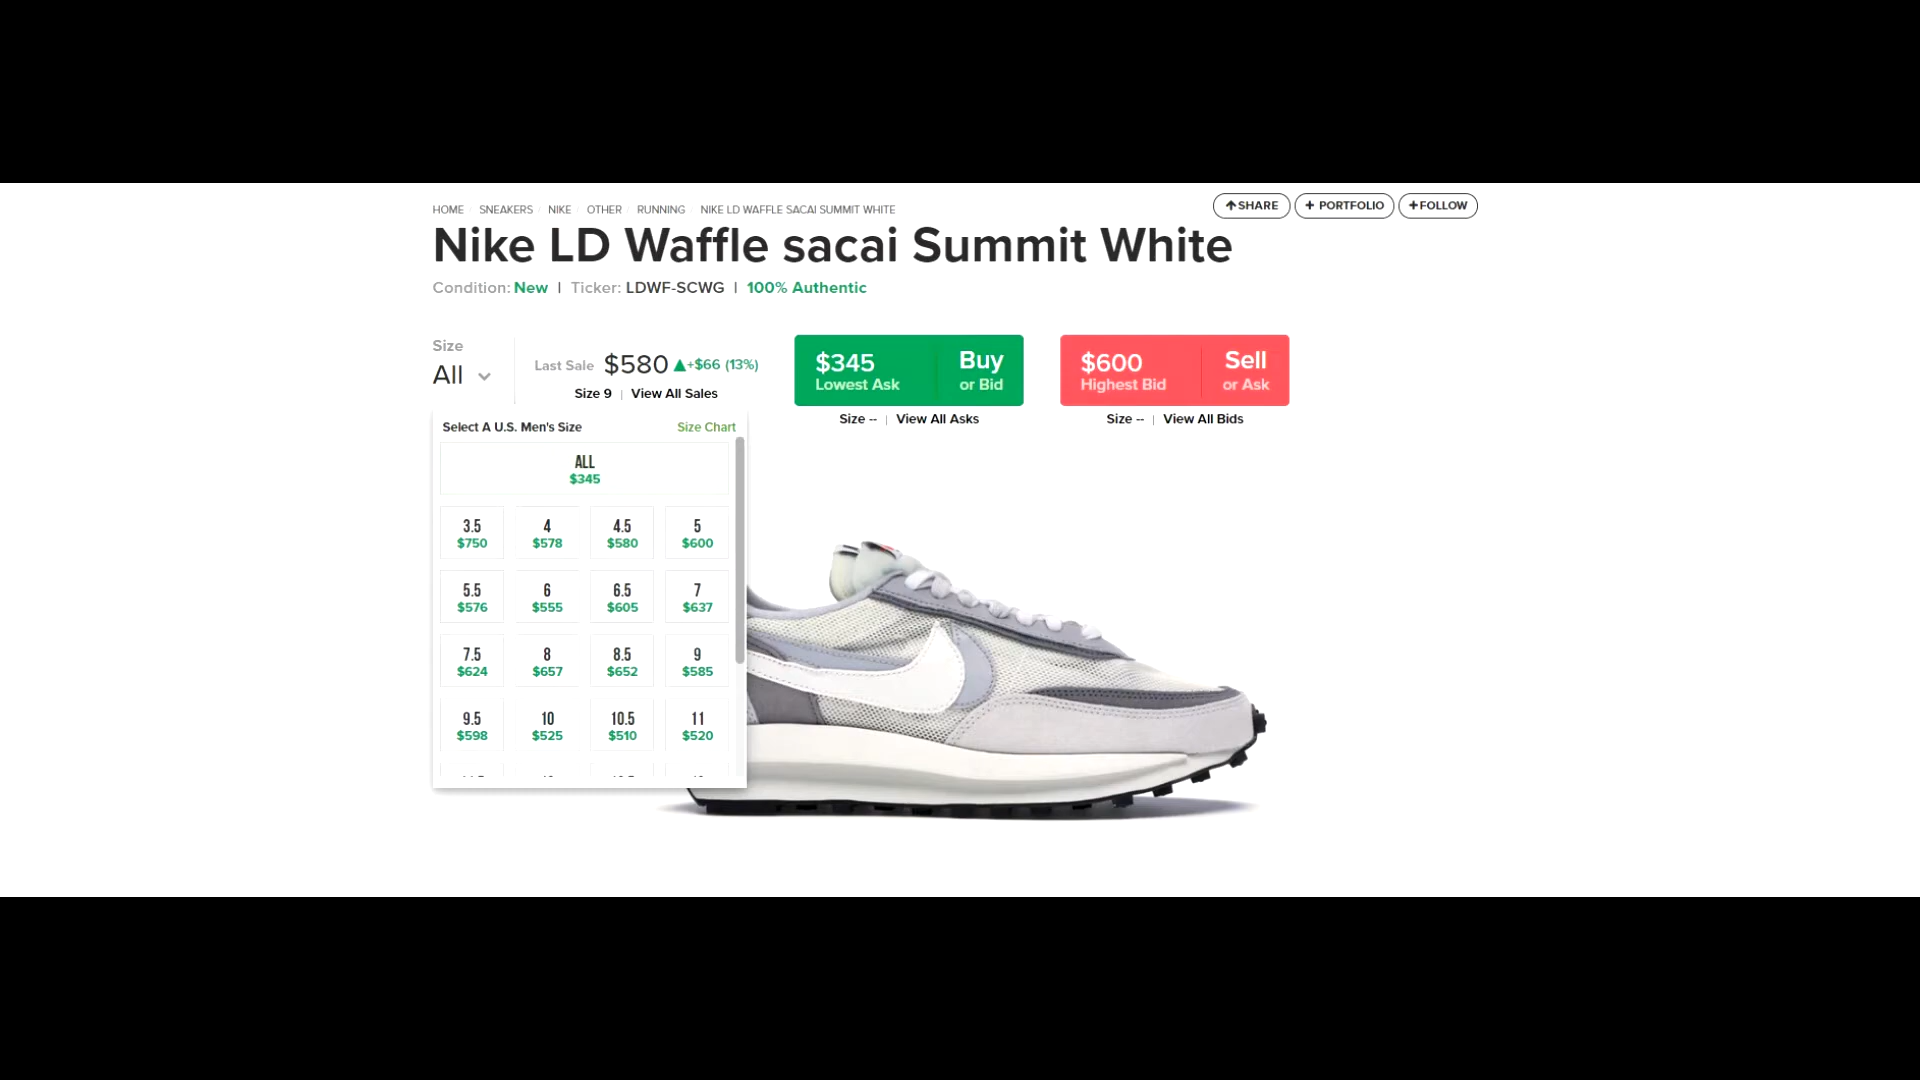 HOME SNEAKERS NIKE OTHER RUNNING NIKE LD WAFFLE SACAI SUMMIT WHITE
SHARE + PORTFOLIO +FOLLOW
Nike LD Waffle sacai Summit White
Condition: New | Ticker: LDWF-SCWG | 100% Authentic
Size
All
Last Sale $580 ▲+$66 (13%)
Size 9 | View All Sales
$345 Buy
Lowest Ask or Bid
Size -- | View All Asks
$600 Sell
Highest Bid or Ask
Size -- | View All Bids
Select A U.S. Men's Size Size Chart
ALL
$345
3.5 4 4.5 5
$750 $578 $580 $600
5.5 6 6.5 7
$576 $555 $605 $637
7.5 8 8.5 9
$624 $657 $652 $585
9.5 10 10.5 11
$598 $525 $510 $520